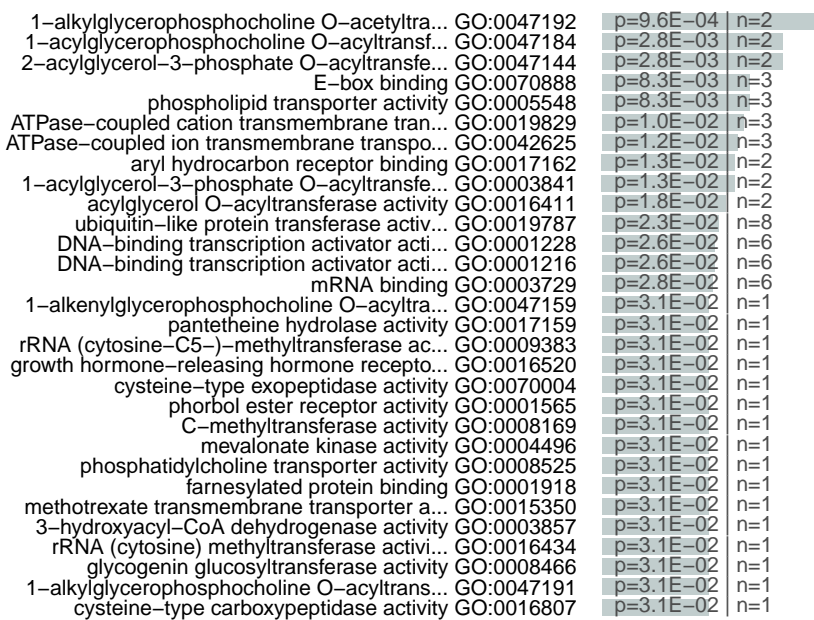 1−alkylglycerophosphocholine O−acetyltra... GO:0047192 p=9.6E−04 | n=2
1−acylglycerophosphocholine O−acyltransf... GO:0047184 p=2.8E−03 | n=2
2−acylglycerol−3−phosphate O−acyltransfe... GO:0047144 p=2.8E−03 | n=2
E−box binding GO:0070888 p=8.3E−03 | n=3
phospholipid transporter activity GO:0005548 p=8.3E−03 | n=3
ATPase−coupled cation transmembrane tran... GO:0019829 p=1.0E−02 | n=3
ATPase−coupled ion transmembrane transpo... GO:0042625 p=1.2E−02 | n=3
aryl hydrocarbon receptor binding GO:0017162 p=1.3E−02 | n=2
1−acylglycerol−3−phosphate O−acyltransfe... GO:0003841 p=1.3E−02 | n=2
acylglycerol O−acyltransferase activity GO:0016411 p=1.8E−02 | n=2
ubiquitin−like protein transferase activ... GO:0019787 p=2.3E−02 | n=8
DNA−binding transcription activator acti... GO:0001228 p=2.6E−02 | n=6
DNA−binding transcription activator acti... GO:0001216 p=2.6E−02 | n=6
mRNA binding GO:0003729 p=2.8E−02 | n=6
1−alkenylglycerophosphocholine O−acyltra... GO:0047159 p=3.1E−02 | n=1
pantetheine hydrolase activity GO:0017159 p=3.1E−02 | n=1
rRNA (cytosine−C5−)−methyltransferase ac... GO:0009383 p=3.1E−02 | n=1
growth hormone−releasing hormone recepto... GO:0016520 p=3.1E−02 | n=1
cysteine−type exopeptidase activity GO:0070004 p=3.1E−02 | n=1
phorbol ester receptor activity GO:0001565 p=3.1E−02 | n=1
C−methyltransferase activity GO:0008169 p=3.1E−02 | n=1
mevalonate kinase activity GO:0004496 p=3.1E−02 | n=1
phosphatidylcholine transporter activity GO:0008525 p=3.1E−02 | n=1
farnesylated protein binding GO:0001918 p=3.1E−02 | n=1
methotrexate transmembrane transporter a... GO:0015350 p=3.1E−02 | n=1
3−hydroxyacyl−CoA dehydrogenase activity GO:0003857 p=3.1E−02 | n=1
rRNA (cytosine) methyltransferase activi... GO:0016434 p=3.1E−02 | n=1
glycogenin glucosyltransferase activity GO:0008466 p=3.1E−02 | n=1
1−alkylglycerophosphocholine O−acyltrans... GO:0047191 p=3.1E−02 | n=1
cysteine−type carboxypeptidase activity GO:0016807 p=3.1E−02 | n=1